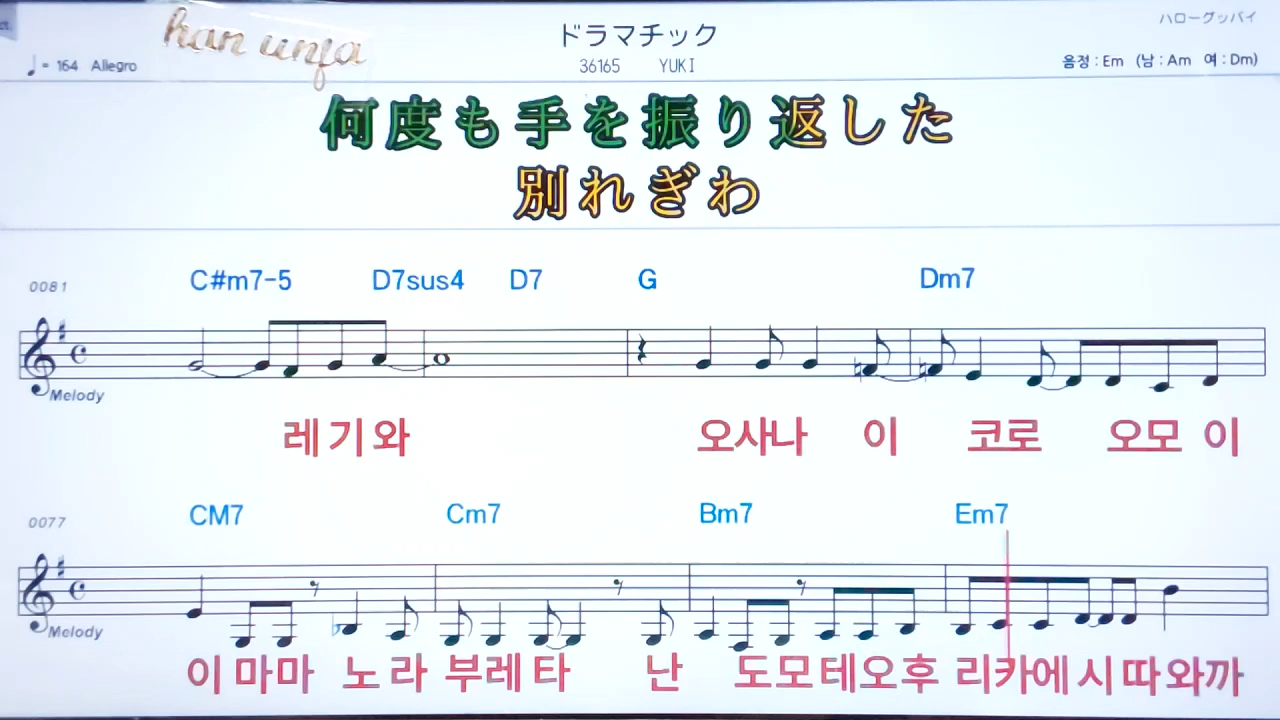 ハローグッバイ
han unfa
ドラマチック
♩= 164 Allegro
36165 YUKI
음정 : Em (남 : Am 여 : Dm)
何度も手を振り返した
別れぎわ
0081
C#m7-5 D7sus4 D7 G Dm7
Melody
레기와 오사나 이 코로 오모 이
0077
CM7 Cm7 Bm7 Em7
Melody
이 마마 노 라 부레 타 난 도모테오후 리카에 시 따 와까